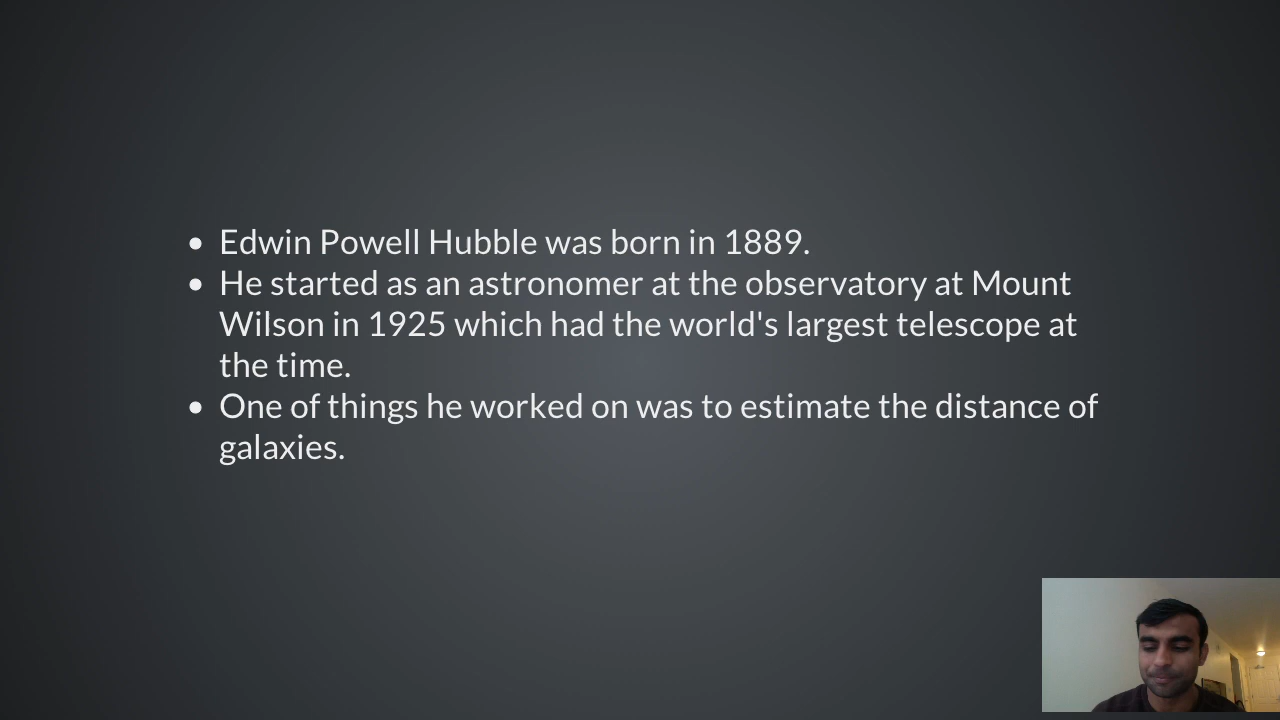 Edwin Powell Hubble was born in 1889.
He started as an astronomer at the observatory at Mount
Wilson in 1925 which had the world's largest telescope at
the time.
One of things he worked on was to estimate the distance of
galaxies.